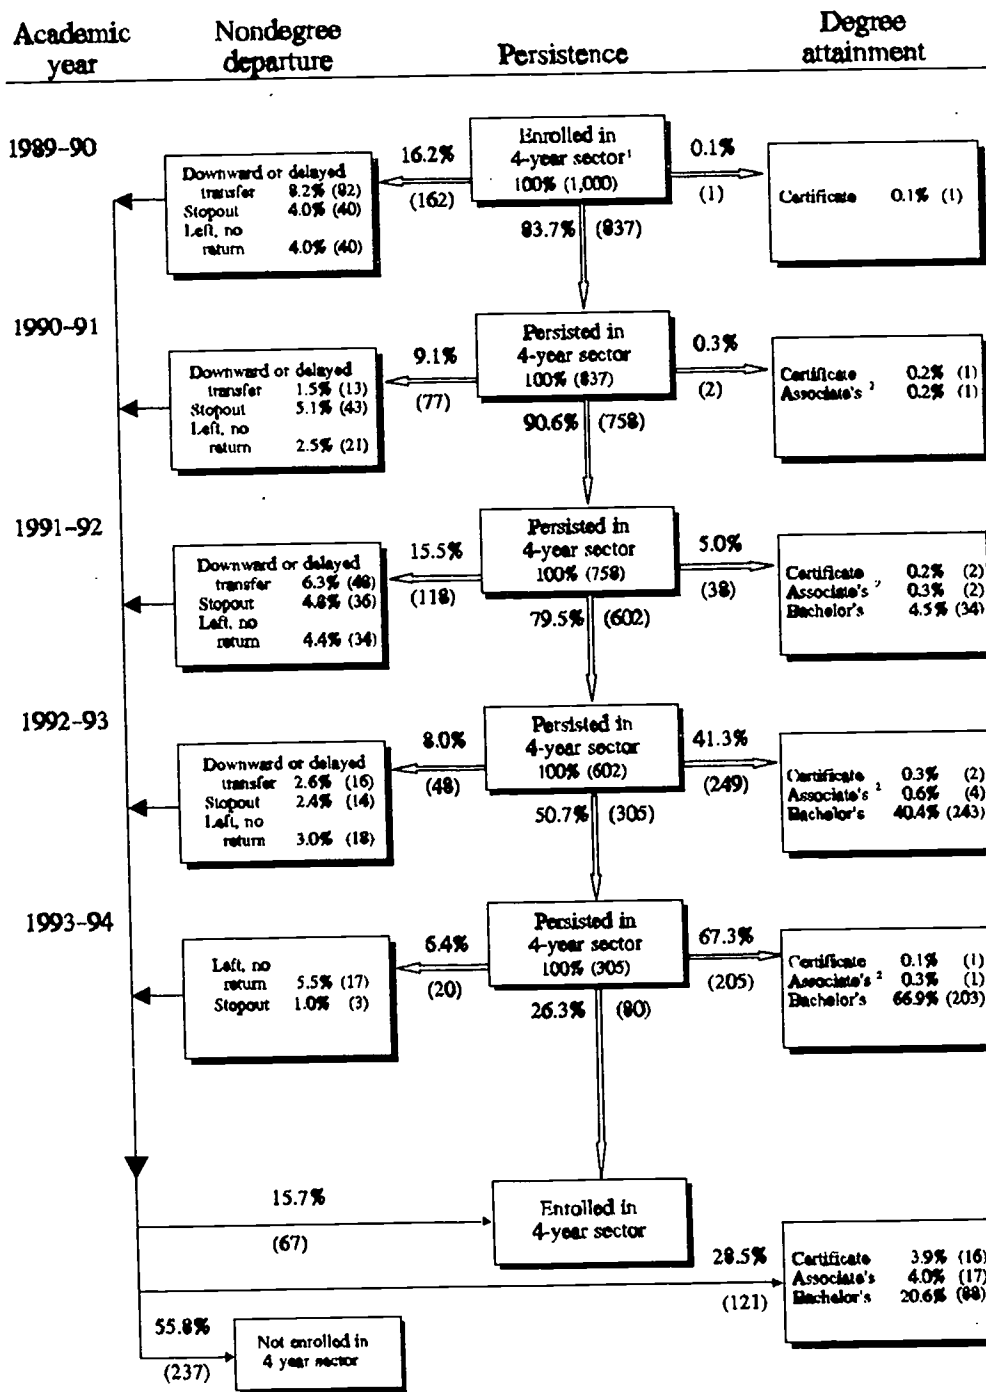 Academic year
Nondegree departure
Persistence
Degree attainment
1989–90
Downward or delayed
transfer 8.2% (82)
Stopout 4.0% (40)
Left, no
return 4.0% (40)
16.2%
(162)
Enrolled in
4-year sector¹
100% (1,000)
0.1%
(1)
Certificate 0.1% (1)
83.7% (837)
1990–91
Downward or delayed
transfer 1.5% (13)
Stopout 5.1% (43)
Left, no
return 2.5% (21)
9.1%
(77)
Persisted in
4-year sector
100% (837)
0.3%
(2)
Certificate 0.2% (1)
Associate's ² 0.2% (1)
90.6% (758)
1991–92
Downward or delayed
transfer 6.3% (48)
Stopout 4.8% (36)
Left, no
return 4.4% (34)
15.5%
(118)
Persisted in
4-year sector
100% (758)
5.0%
(38)
Certificate 0.2% (2)
Associate's ² 0.3% (2)
Bachelor's 4.5% (34)
79.5% (602)
1992–93
Downward or delayed
transfer 2.6% (16)
Stopout 2.4% (14)
Left, no
return 3.0% (18)
8.0%
(48)
Persisted in
4-year sector
100% (602)
41.3%
(249)
Certificate 0.3% (2)
Associate's ² 0.6% (4)
Bachelor's 40.4% (243)
50.7% (305)
1993–94
Left, no
return 5.5% (17)
Stopout 1.0% (3)
6.4%
(20)
Persisted in
4-year sector
100% (305)
67.3%
(205)
Certificate 0.1% (1)
Associate's ² 0.3% (1)
Bachelor's 66.9% (203)
26.3% (80)
15.7%
(67)
Enrolled in
4-year sector
28.5%
(121)
Certificate 3.9% (16)
Associate's 4.0% (17)
Bachelor's 20.6% (88)
55.8%
(237)
Not enrolled in
4 year sector